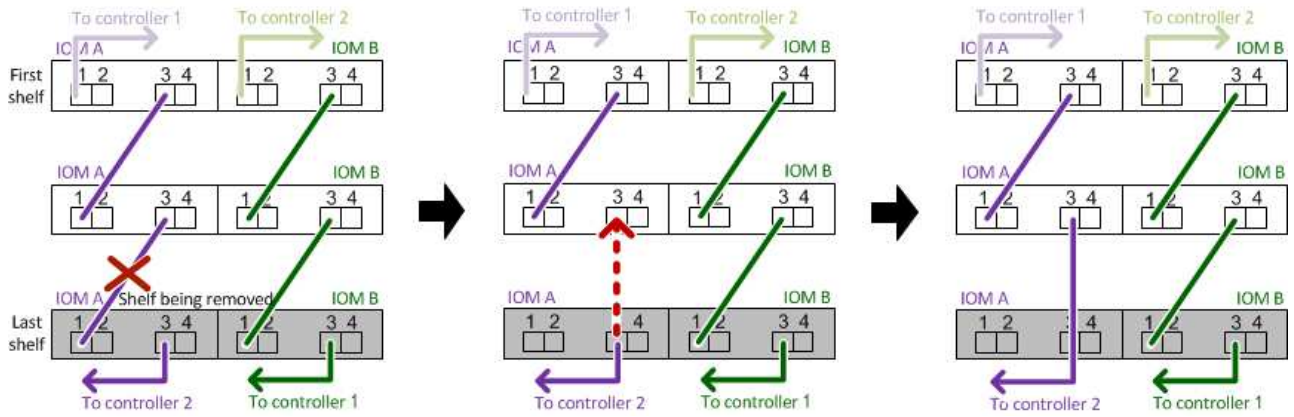 To controller 1
To controller 2
IOM A
IOM B
First
shelf
1 2
3 4
1 2
3 4
IOM A
IOM B
1 2
3 4
1 2
3 4
IOM A
Shelf being removed
IOM B
Last
shelf
1 2
3 4
1 2
3 4
To controller 2
To controller 1
To controller 1
To controller 2
IOM A
IOM B
1 2
3 4
1 2
3 4
IOM A
IOM B
1 2
3 4
1 2
3 4
IOM A
IOM B
1 2
4
1 2
3 4
To controller 2
To controller 1
To controller 1
To controller 2
IOM A
IOM B
1 2
3 4
1 2
3 4
IOM A
IOM B
1 2
3 4
1 2
3 4
IOM A
IOM B
1 2
3 4
1 2
3 4
To controller 2
To controller 1